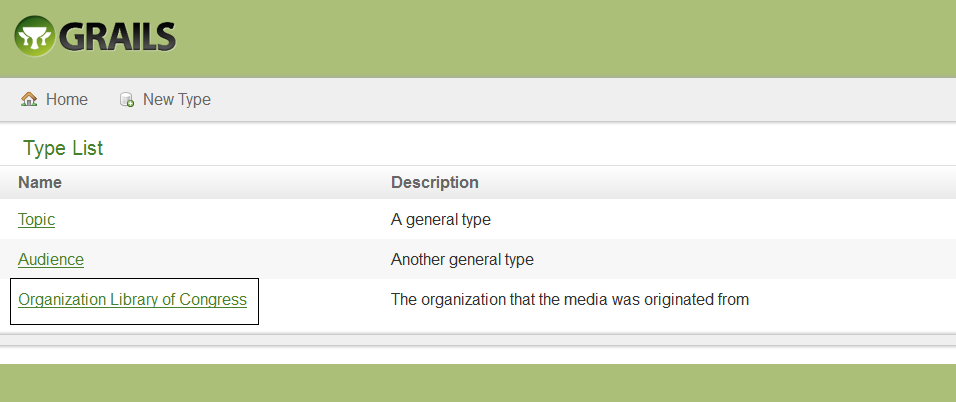 GRAILS
Home New Type
Type List
Name Description
Topic A general type
Audience Another general type
Organization Library of Congress The organization that the media was originated from